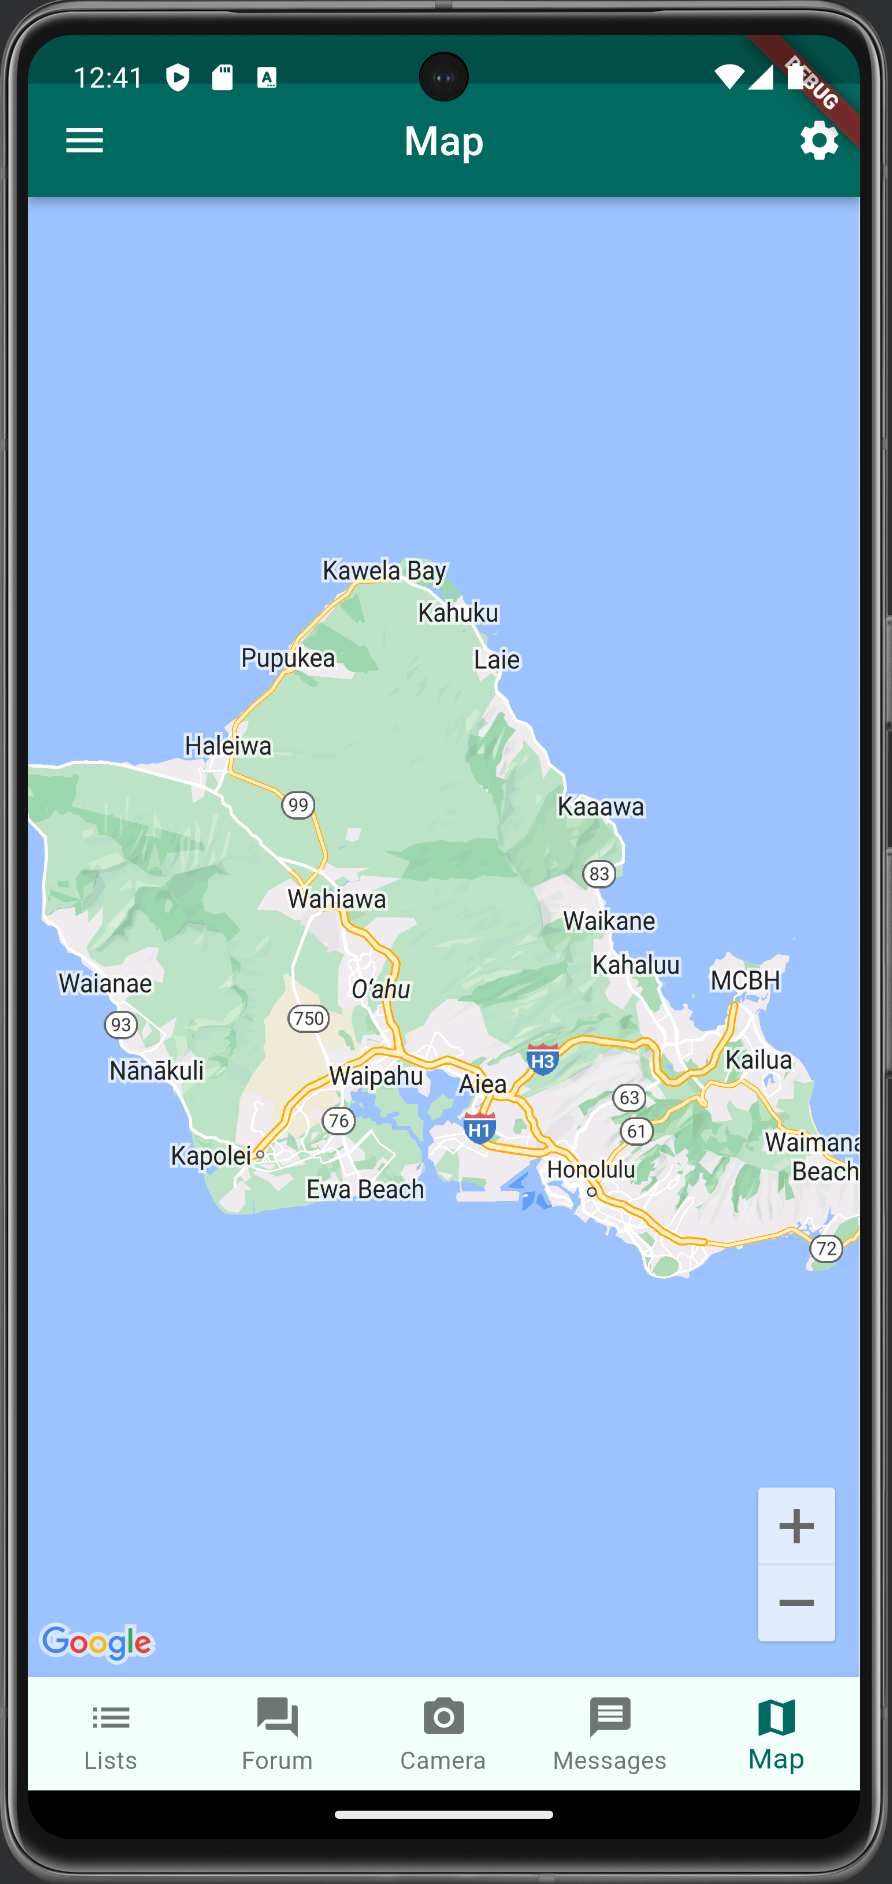 12:41
A
DEBUG
Map
Kawela Bay
Kahuku
Pupukea
Laie
Haleiwa
99
Kaaawa
83
Wahiawa
Waikane
Kahaluu
Waianae
MCBH
Oʻahu
93
750
H3
Kailua
Nānākuli
Waipahu
Aiea
63
76
H1
61
Waimana
Beach
Kapolei
Honolulu
Ewa Beach
72
Google
Lists
Forum
Camera
Messages
Map